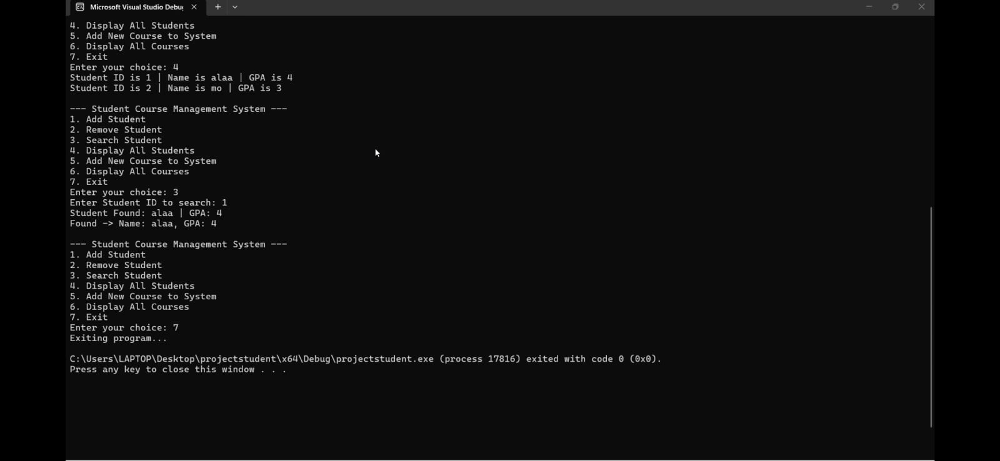 Microsoft Visual Studio Debu
4. Display All Students
5. Add New Course to System
6. Display All Courses
7. Exit
Enter your choice: 4
Student ID is 1 | Name is alaa | GPA is 4
Student ID is 2 | Name is mo | GPA is 3
--- Student Course Management System ---
1. Add Student
2. Remove Student
3. Search Student
4. Display All Students
5. Add New Course to System
6. Display All Courses
7. Exit
Enter your choice: 3
Enter Student ID to search: 1
Student Found: alaa | GPA: 4
Found -> Name: alaa, GPA: 4
--- Student Course Management System ---
1. Add Student
2. Remove Student
3. Search Student
4. Display All Students
5. Add New Course to System
6. Display All Courses
7. Exit
Enter your choice: 7
Exiting program...
C:\Users\LAPTOP\Desktop\projectstudent\x64\Debug\projectstudent.exe (process 17816) exited with code 0 (0x0).
Press any key to close this window . . .